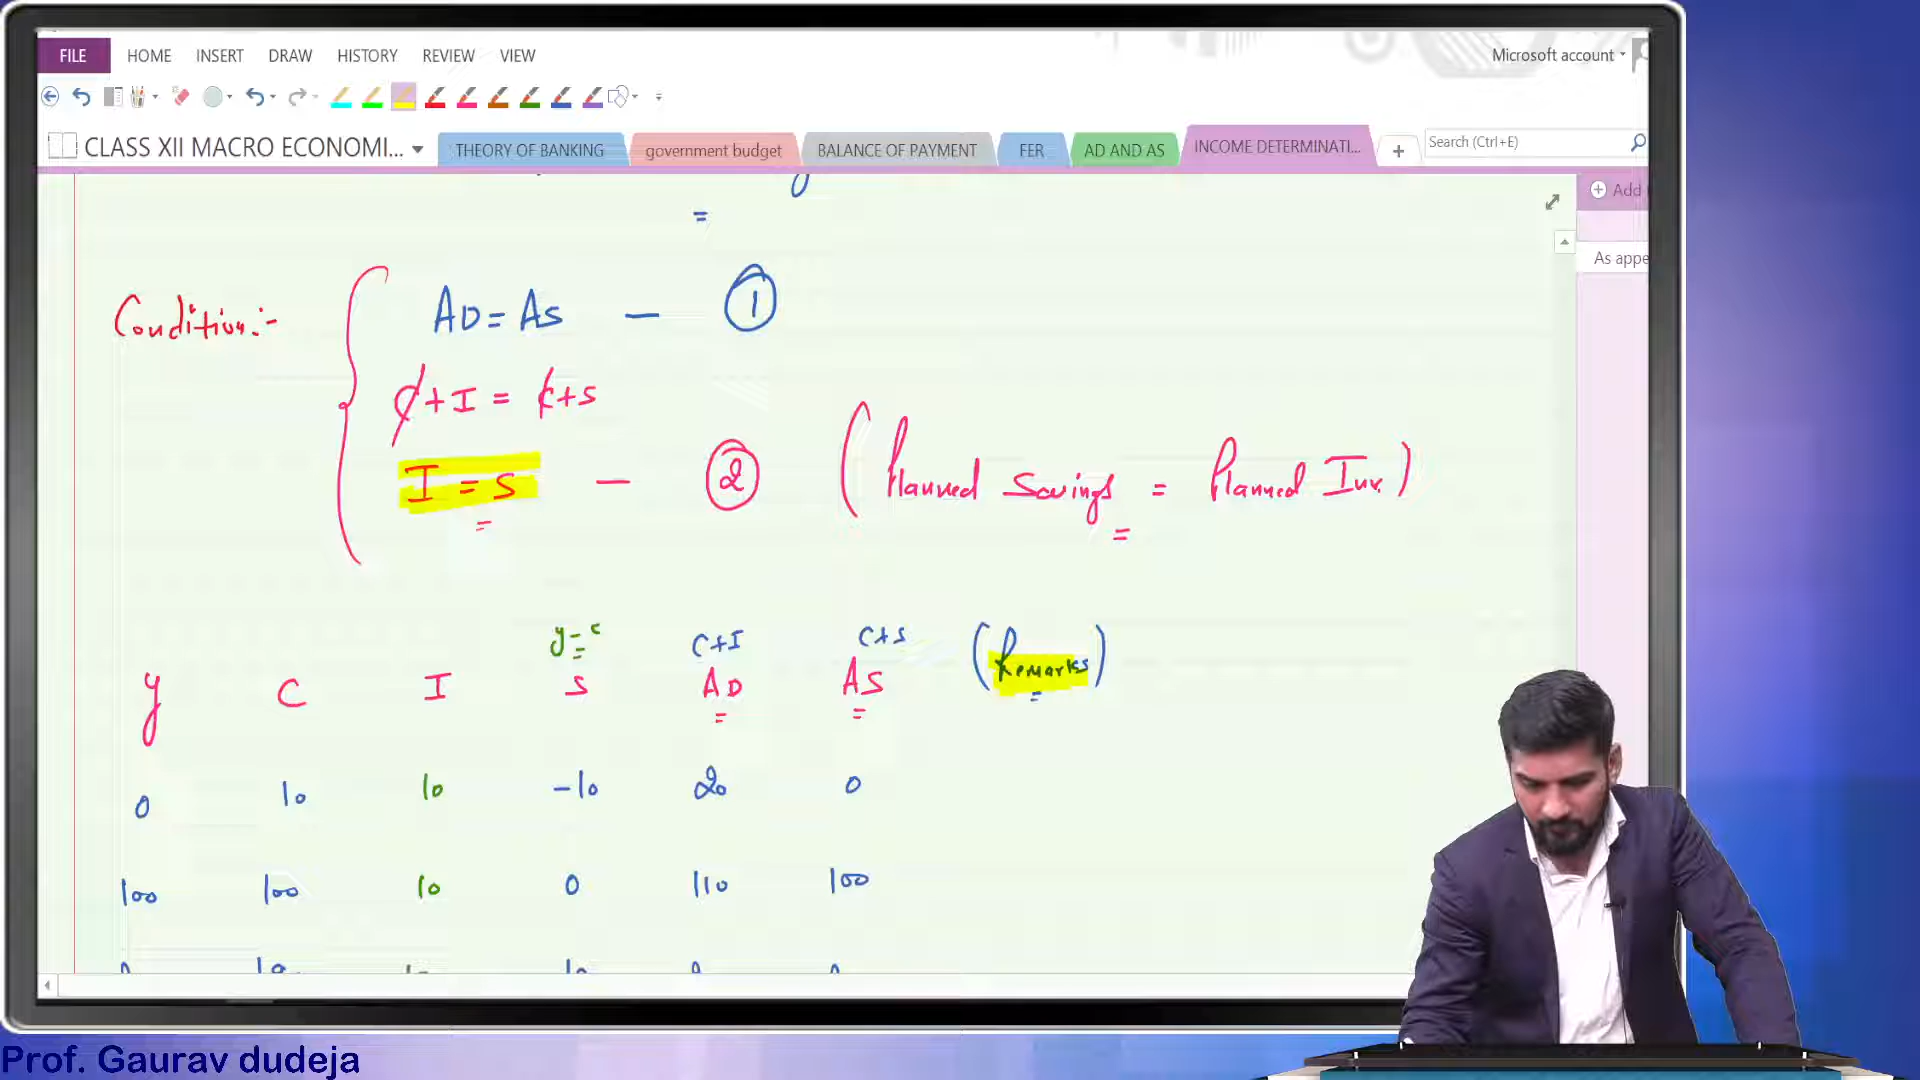 FILE HOME INSERT DRAW HISTORY REVIEW VIEW Microsoft account
CLASS XII MACRO ECONOMI... THEORY OF BANKING government budget BALANCE OF PAYMENT FER AD AND AS INCOME DETERMINATI... + Search (Ctrl+E)
Add
As appe
=
Condition:-
AD = AS — 1
C+I = C+S
I = S — 2 (Planned Savings = Planned Inv.)
=
=
y-c C+I C+S (Remarks)
y C I S AD AS
0 10 10 -10 20 0
100 100 10 0 110 100
Prof. Gaurav dudeja